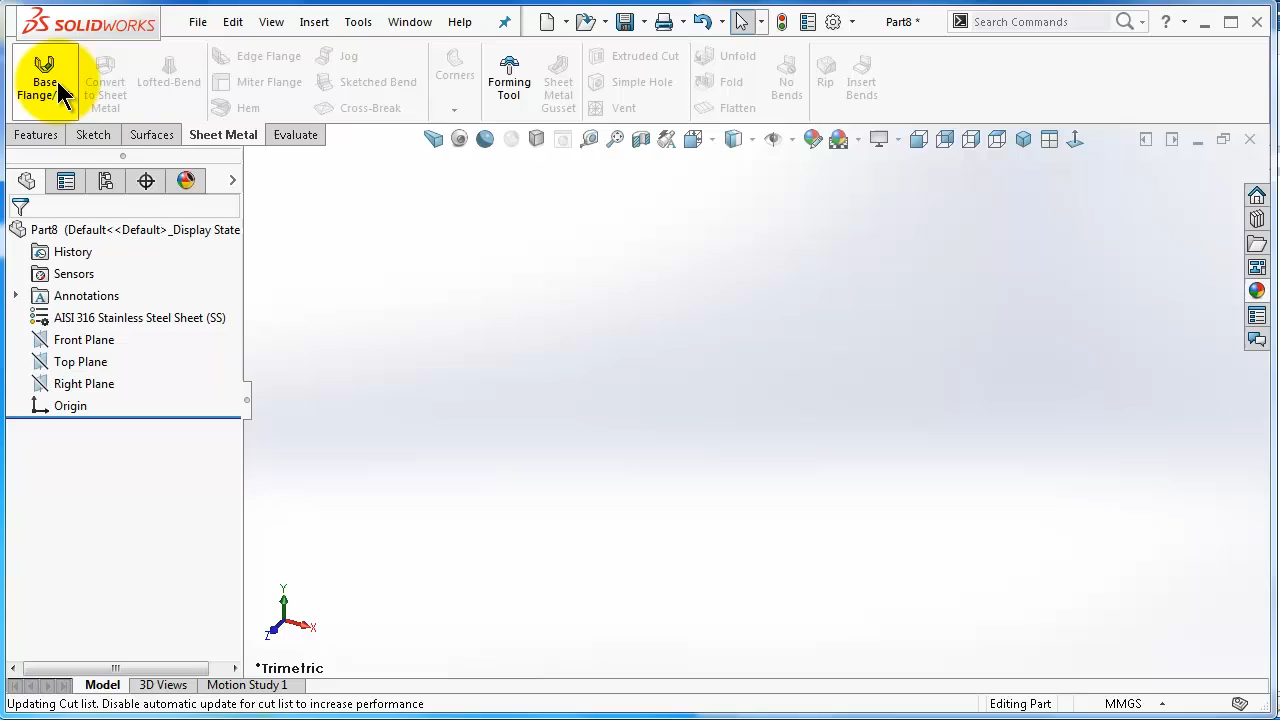 SOLIDWORKS File Edit View Insert Tools Window Help Part8 * Search Commands ?
Base Flange/ Convert to Sheet Metal Lofted-Bend Edge Flange Miter Flange Hem Jog Sketched Bend Cross-Break Corners Forming Tool Sheet Metal Gusset Extruded Cut Simple Hole Vent Unfold Fold Flatten No Bends Rip Insert Bends
Features Sketch Surfaces Sheet Metal Evaluate
Part8 (Default<<Default>_Display State
History
Sensors
Annotations
AISI 316 Stainless Steel Sheet (SS)
Front Plane
Top Plane
Right Plane
Origin
Y
X
Z
*Trimetric
Model 3D Views Motion Study 1
Updating Cut list. Disable automatic update for cut list to increase performance Editing Part MMGS